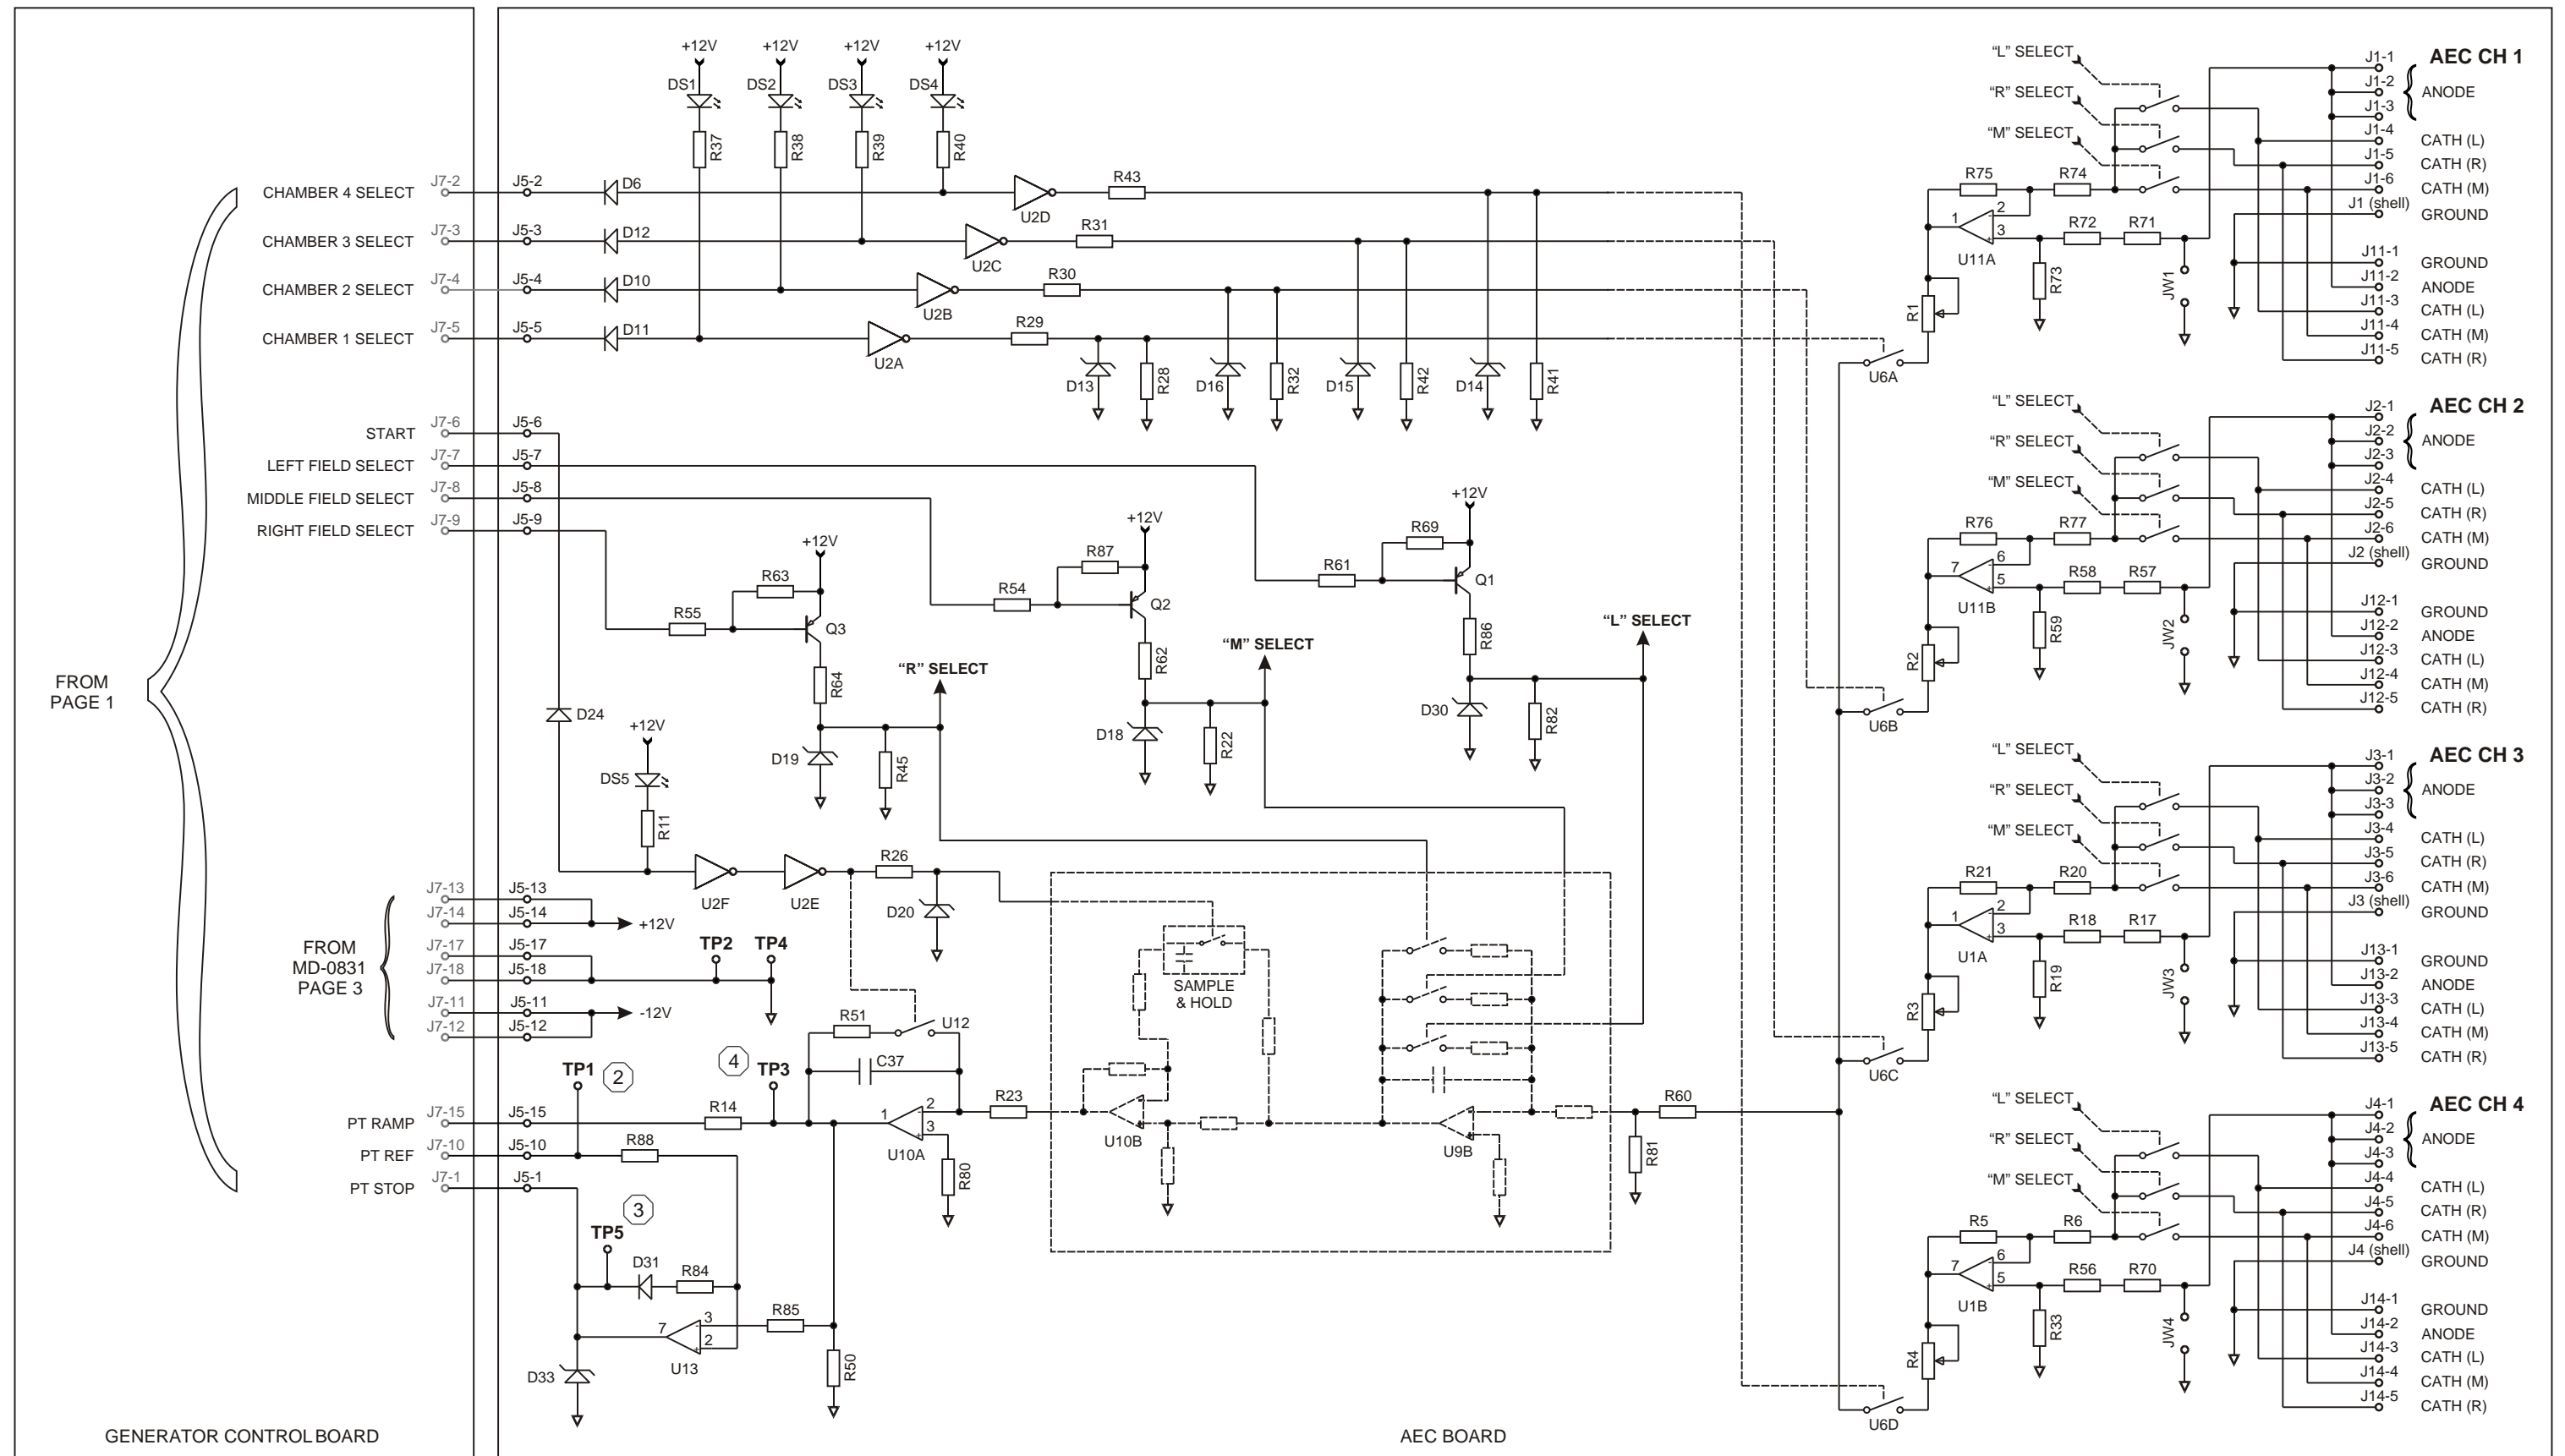 +12V
+12V
+12V
+12V
DS1
DS2
DS3
DS4
R37
R38
R39
R40
CHAMBER 4 SELECT
J7-2
J5-2
D6
U2D
R43
CHAMBER 3 SELECT
J7-3
J5-3
D12
U2C
R31
CHAMBER 2 SELECT
J7-4
J5-4
D10
U2B
R30
CHAMBER 1 SELECT
J7-5
J5-5
D11
U2A
R29
D13
R28
D16
R32
D15
R42
D14
R41
START
J7-6
J5-6
LEFT FIELD SELECT
J7-7
J5-7
MIDDLE FIELD SELECT
J7-8
J5-8
RIGHT FIELD SELECT
J7-9
J5-9
+12V
R63
R55
Q3
R64
“R” SELECT
D19
R45
+12V
R87
R54
Q2
R62
“M” SELECT
D18
R22
+12V
R69
R61
Q1
R86
“L” SELECT
D30
R82
FROM
PAGE 1
D24
+12V
DS5
R11
U2F
U2E
R26
D20
FROM
MD-0831
PAGE 3
J7-13
J5-13
J7-14
J5-14
+12V
J7-17
J5-17
J7-18
J5-18
TP2
TP4
J7-11
J5-11
-12V
J7-12
J5-12
SAMPLE
& HOLD
R51
U12
C37
TP1
2
4
TP3
PT RAMP
J7-15
J5-15
R14
1
2
3
U10A
R80
R23
U10B
U9B
R81
R60
PT REF
J7-10
J5-10
R88
PT STOP
J7-1
J5-1
3
TP5
D31
R84
R85
7
3
2
U13
D33
R50
GENERATOR CONTROL BOARD
AEC BOARD
AEC CH 1
“L” SELECT
“R” SELECT
“M” SELECT
J1-1
J1-2
ANODE
J1-3
J1-4
CATH (L)
J1-5
CATH (R)
J1-6
CATH (M)
J1 (shell)
GROUND
R75
R74
1
2
3
U11A
R72
R71
R73
JW1
R1
U6A
J11-1
GROUND
J11-2
ANODE
J11-3
CATH (L)
J11-4
CATH (M)
J11-5
CATH (R)
AEC CH 2
“L” SELECT
“R” SELECT
“M” SELECT
J2-1
J2-2
ANODE
J2-3
J2-4
CATH (L)
J2-5
CATH (R)
J2-6
CATH (M)
J2 (shell)
GROUND
R76
R77
7
6
5
U11B
R58
R57
R59
JW2
R2
U6B
J12-1
GROUND
J12-2
ANODE
J12-3
CATH (L)
J12-4
CATH (M)
J12-5
CATH (R)
AEC CH 3
“L” SELECT
“R” SELECT
“M” SELECT
J3-1
J3-2
ANODE
J3-3
J3-4
CATH (L)
J3-5
CATH (R)
J3-6
CATH (M)
J3 (shell)
GROUND
R21
R20
1
2
3
U1A
R18
R17
R19
JW3
R3
U6C
J13-1
GROUND
J13-2
ANODE
J13-3
CATH (L)
J13-4
CATH (M)
J13-5
CATH (R)
AEC CH 4
“L” SELECT
“R” SELECT
“M” SELECT
J4-1
J4-2
ANODE
J4-3
J4-4
CATH (L)
J4-5
CATH (R)
J4-6
CATH (M)
J4 (shell)
GROUND
R5
R6
7
6
5
U1B
R56
R70
R33
JW4
R4
U6D
J14-1
GROUND
J14-2
ANODE
J14-3
CATH (L)
J14-4
CATH (M)
J14-5
CATH (R)